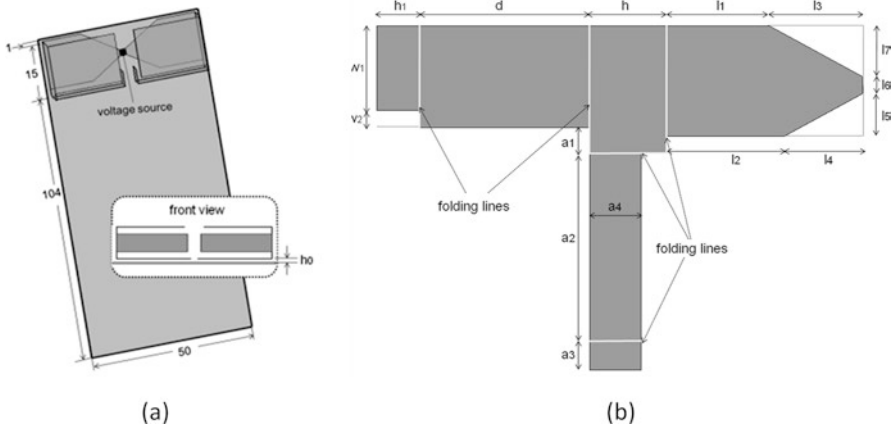 1
15
voltage source
104
front view
h0
50
(a)
h1
d
h
l1
l3
w1
v2
l7
l6
l5
a1
l2
l4
folding lines
a4
a2
folding lines
a3
(b)